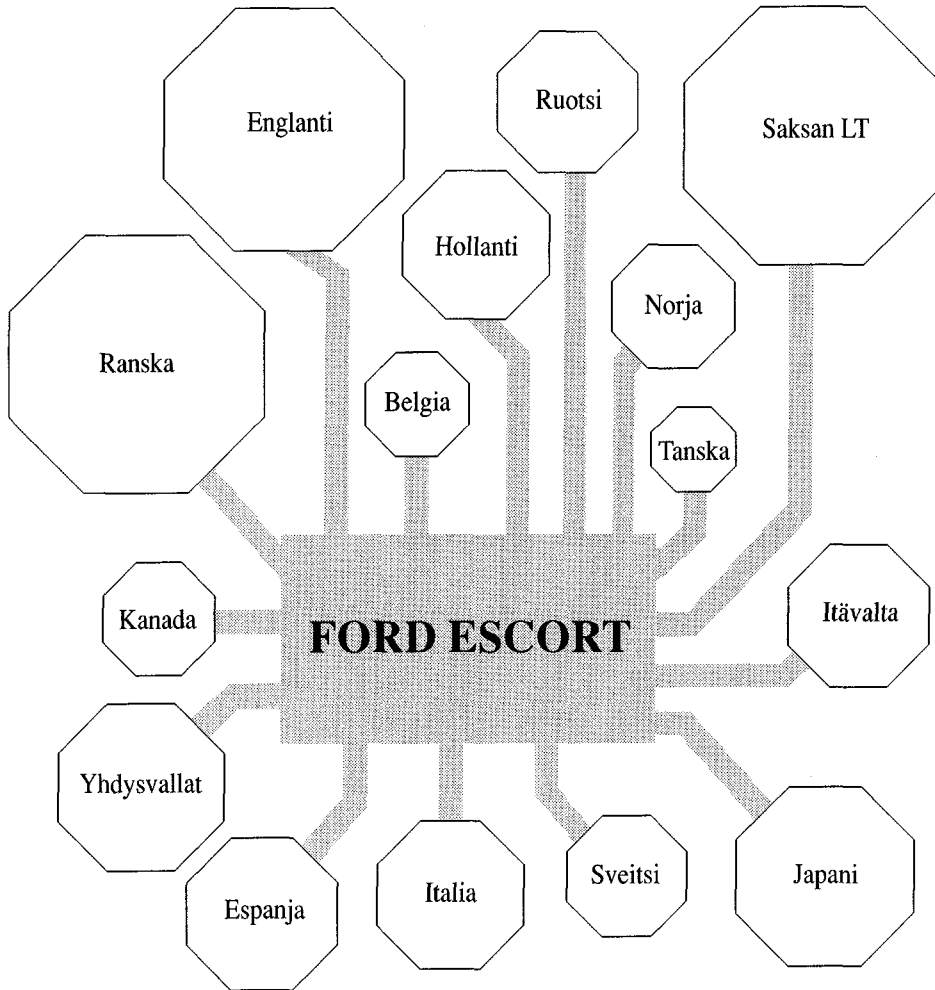 Ruotsi
Englanti
Saksan LT
Hollanti
Norja
Ranska
Belgia
Tanska
Kanada
Itävalta
FORD ESCORT
Yhdysvallat
Sveitsi
Japani
Italia
Espanja